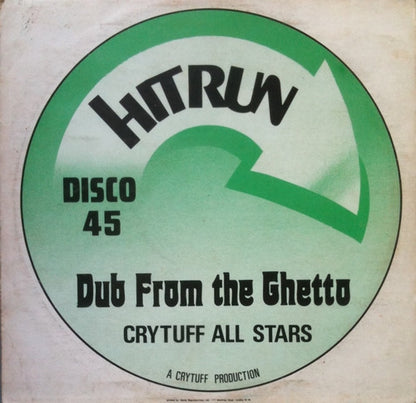 HITRUN
DISCO
45
Dub From the Ghetto
CRYTUFF ALL STARS
A CRYTUFF PRODUCTION